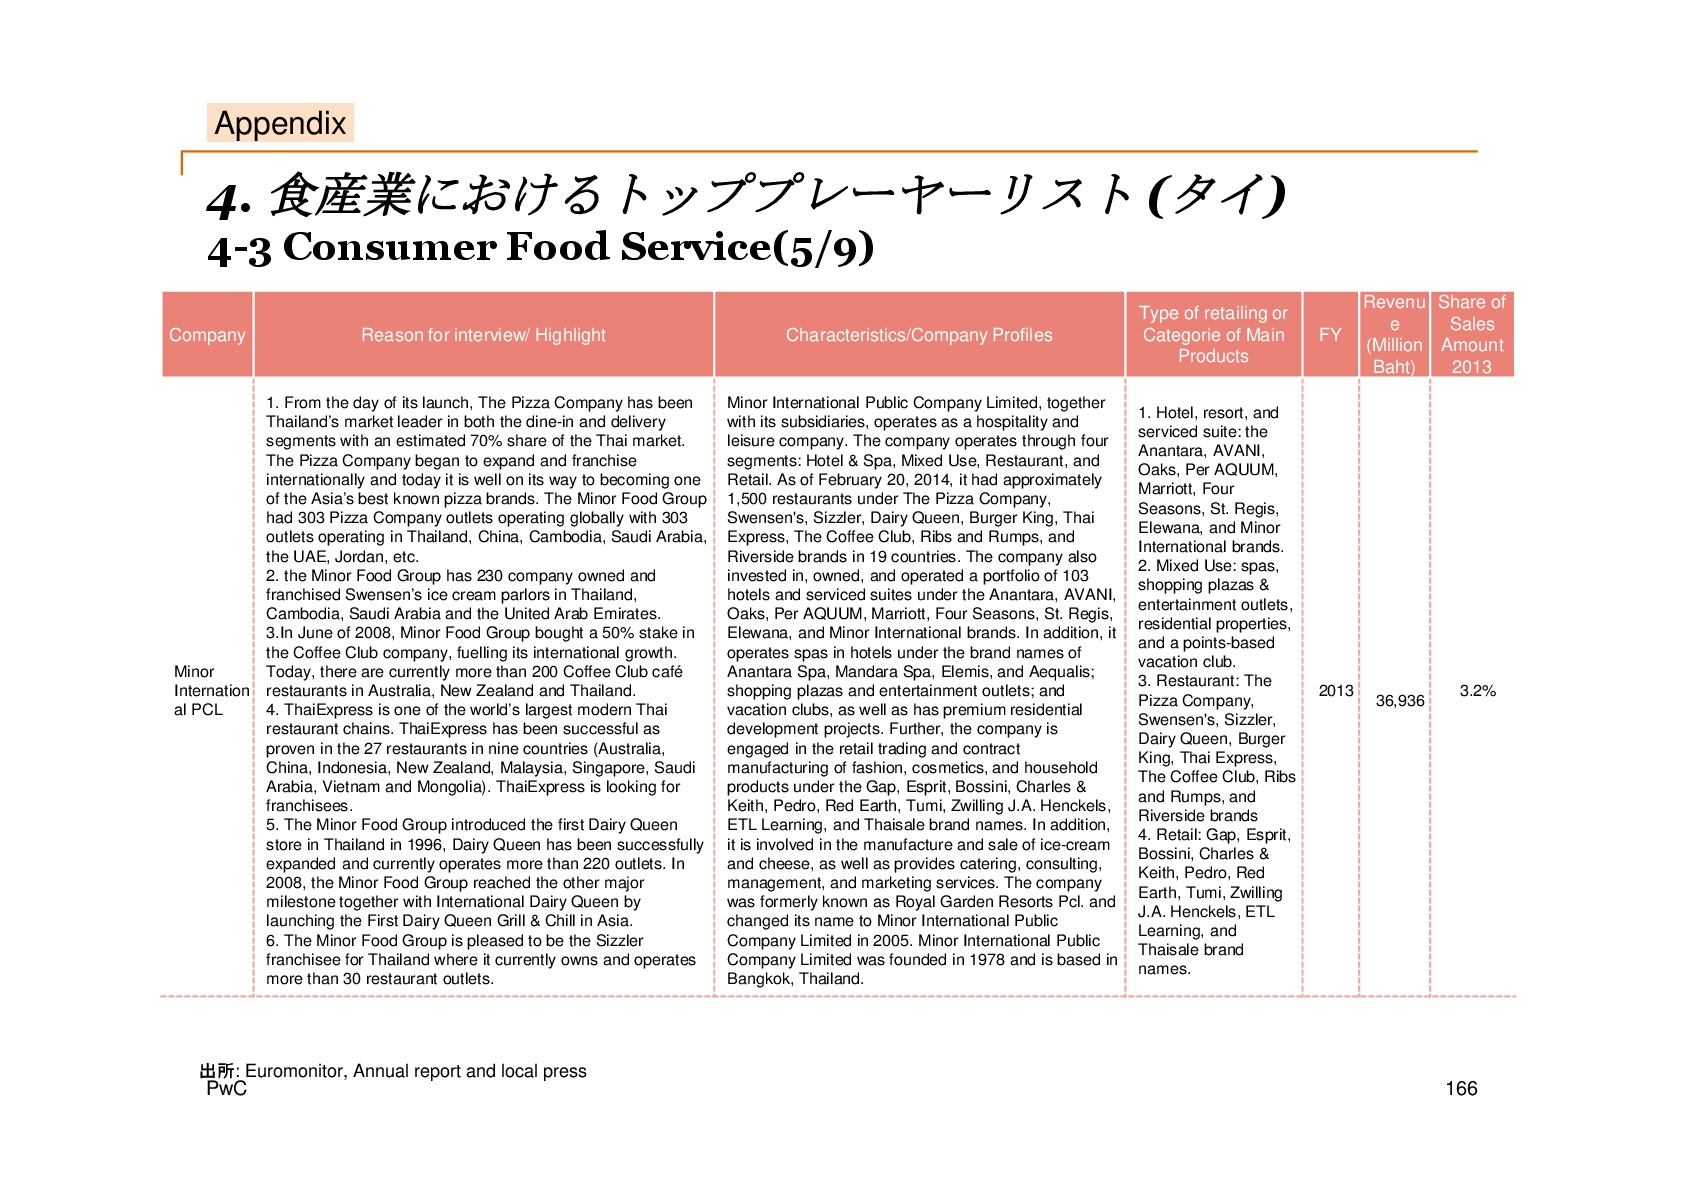 Appendix
4. 食産業におけるトッププレーヤーリスト(タイ)
4-3 Consumer Food Service(5/9)
Company
Reason for interview/ Highlight
Characteristics/Company Profiles
Type of retailing or
Categorie of Main
Products
FY
Revenu
e
(Million
Baht)
Share of
Sales
Amount
2013
Minor
Internation
al PCL
1. From the day of its launch, The Pizza Company has been
Thailand's market leader in both the dine-in and delivery
segments with an estimated 70% share of the Thai market.
The Pizza Company began to expand and franchise
internationally and today it is well on its way to becoming one
of the Asia's best known pizza brands. The Minor Food Group
had 303 Pizza Company outlets operating globally with 303
outlets operating in Thailand, China, Cambodia, Saudi Arabia,
the UAE, Jordan, etc.
2. the Minor Food Group has 230 company owned and
franchised Swensen's ice cream parlors in Thailand,
Cambodia, Saudi Arabia and the United Arab Emirates.
3.In June of 2008, Minor Food Group bought a 50% stake in
the Coffee Club company, fuelling its international growth.
Today, there are currently more than 200 Coffee Club café
restaurants in Australia, New Zealand and Thailand.
4. ThaiExpress is one of the world's largest modern Thai
restaurant chains. ThaiExpress has been successful as
proven in the 27 restaurants in nine countries (Australia,
China, Indonesia, New Zealand, Malaysia, Singapore, Saudi
Arabia, Vietnam and Mongolia). ThaiExpress is looking for
franchisees.
5. The Minor Food Group introduced the first Dairy Queen
store in Thailand in 1996, Dairy Queen has been successfully
expanded and currently operates more than 220 outlets. In
2008, the Minor Food Group reached the other major
milestone together with International Dairy Queen by
launching the First Dairy Queen Grill & Chill in Asia.
6. The Minor Food Group is pleased to be the Sizzler
franchisee for Thailand where it currently owns and operates
more than 30 restaurant outlets.
Minor International Public Company Limited, together
with its subsidiaries, operates as a hospitality and
leisure company. The company operates through four
segments: Hotel & Spa, Mixed Use, Restaurant, and
Retail. As of February 20, 2014, it had approximately
1,500 restaurants under The Pizza Company,
Swensen's, Sizzler, Dairy Queen, Burger King, Thai
Express, The Coffee Club, Ribs and Rumps, and
Riverside brands in 19 countries. The company also
invested in, owned, and operated a portfolio of 103
hotels and serviced suites under the Anantara, AVANI,
Oaks, Per AQUUM, Marriott, Four Seasons, St. Regis,
Elewana, and Minor International brands. In addition, it
operates spas in hotels under the brand names of
Anantara Spa, Mandara Spa, Elemis, and Aequalis;
shopping plazas and entertainment outlets; and
vacation clubs, as well as has premium residential
development projects. Further, the company is
engaged in the retail trading and contract
manufacturing of fashion, cosmetics, and household
products under the Gap, Esprit, Bossini, Charles &
Keith, Pedro, Red Earth, Tumi, Zwilling J.A. Henckels,
ETL Learning, and Thaisale brand names. In addition,
it is involved in the manufacture and sale of ice-cream
and cheese, as well as provides catering, consulting,
management, and marketing services. The company
was formerly known as Royal Garden Resorts Pcl. and
changed its name to Minor International Public
Company Limited in 2005. Minor International Public
Company Limited was founded in 1978 and is based in
Bangkok, Thailand.
1. Hotel, resort, and
serviced suite: the
Anantara, AVANI,
Oaks, Per AQUUM,
Marriott, Four
Seasons, St. Regis,
Elewana, and Minor
International brands.
2. Mixed Use: spas,
shopping plazas &
entertainment outlets,
residential properties,
and a points-based
vacation club.
3. Restaurant: The
Pizza Company,
Swensen's, Sizzler,
Dairy Queen, Burger
King, Thai Express,
The Coffee Club, Ribs
and Rumps, and
Riverside brands
4. Retail: Gap, Esprit,
Bossini, Charles &
Keith, Pedro, Red
Earth, Tumi, Zwilling
J.A. Henckels, ETL
Learning, and
Thaisale brand
names.
2013
36,936
3.2%
出所: Euromonitor, Annual report and local press
PwC
166